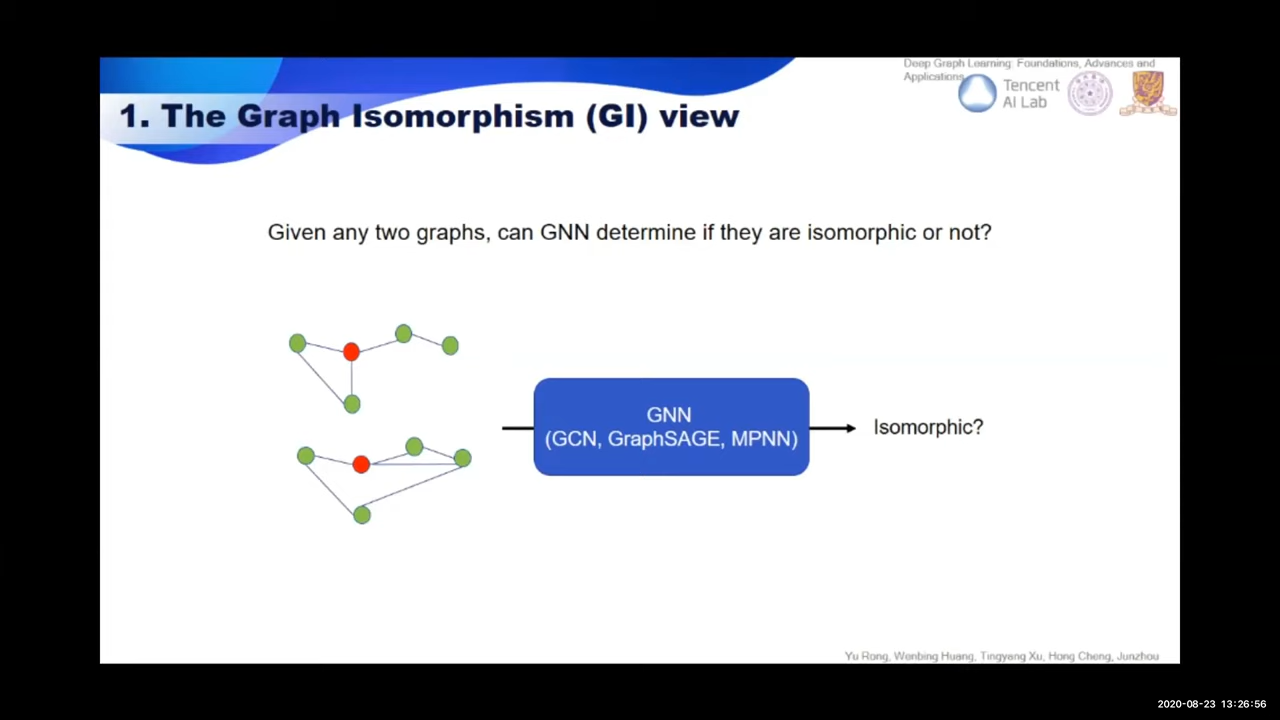 Deep Graph Learning: Foundations, Advances and
Applications
Tencent
AI Lab
1. The Graph Isomorphism (GI) view
Given any two graphs, can GNN determine if they are isomorphic or not?
GNN
(GCN, GraphSAGE, MPNN)
Isomorphic?
Yu Rong, Wenbing Huang, Tingyang Xu, Hong Cheng, Junzhou
2020-08-23 13:26:56